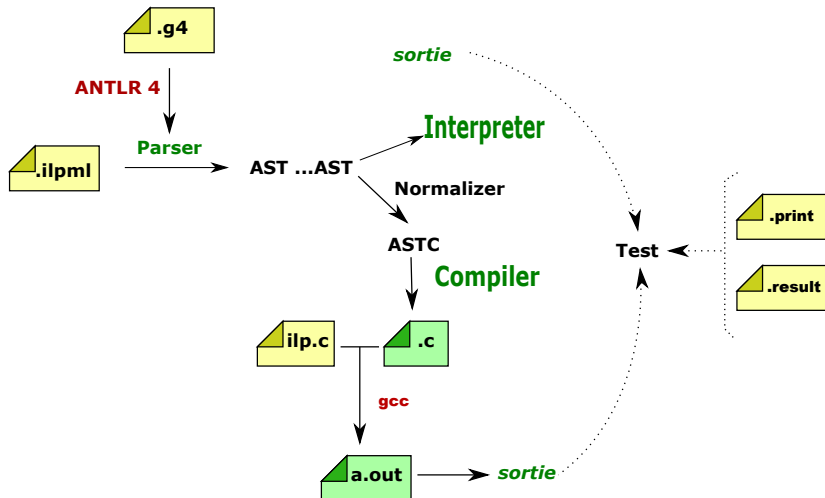 .g4
sortie
ANTLR 4
Interpreter
Parser
.ilpml
AST ...AST
Normalizer
.print
ASTC
Test
Compiler
.result
ilp.c
.c
gcc
a.out
sortie